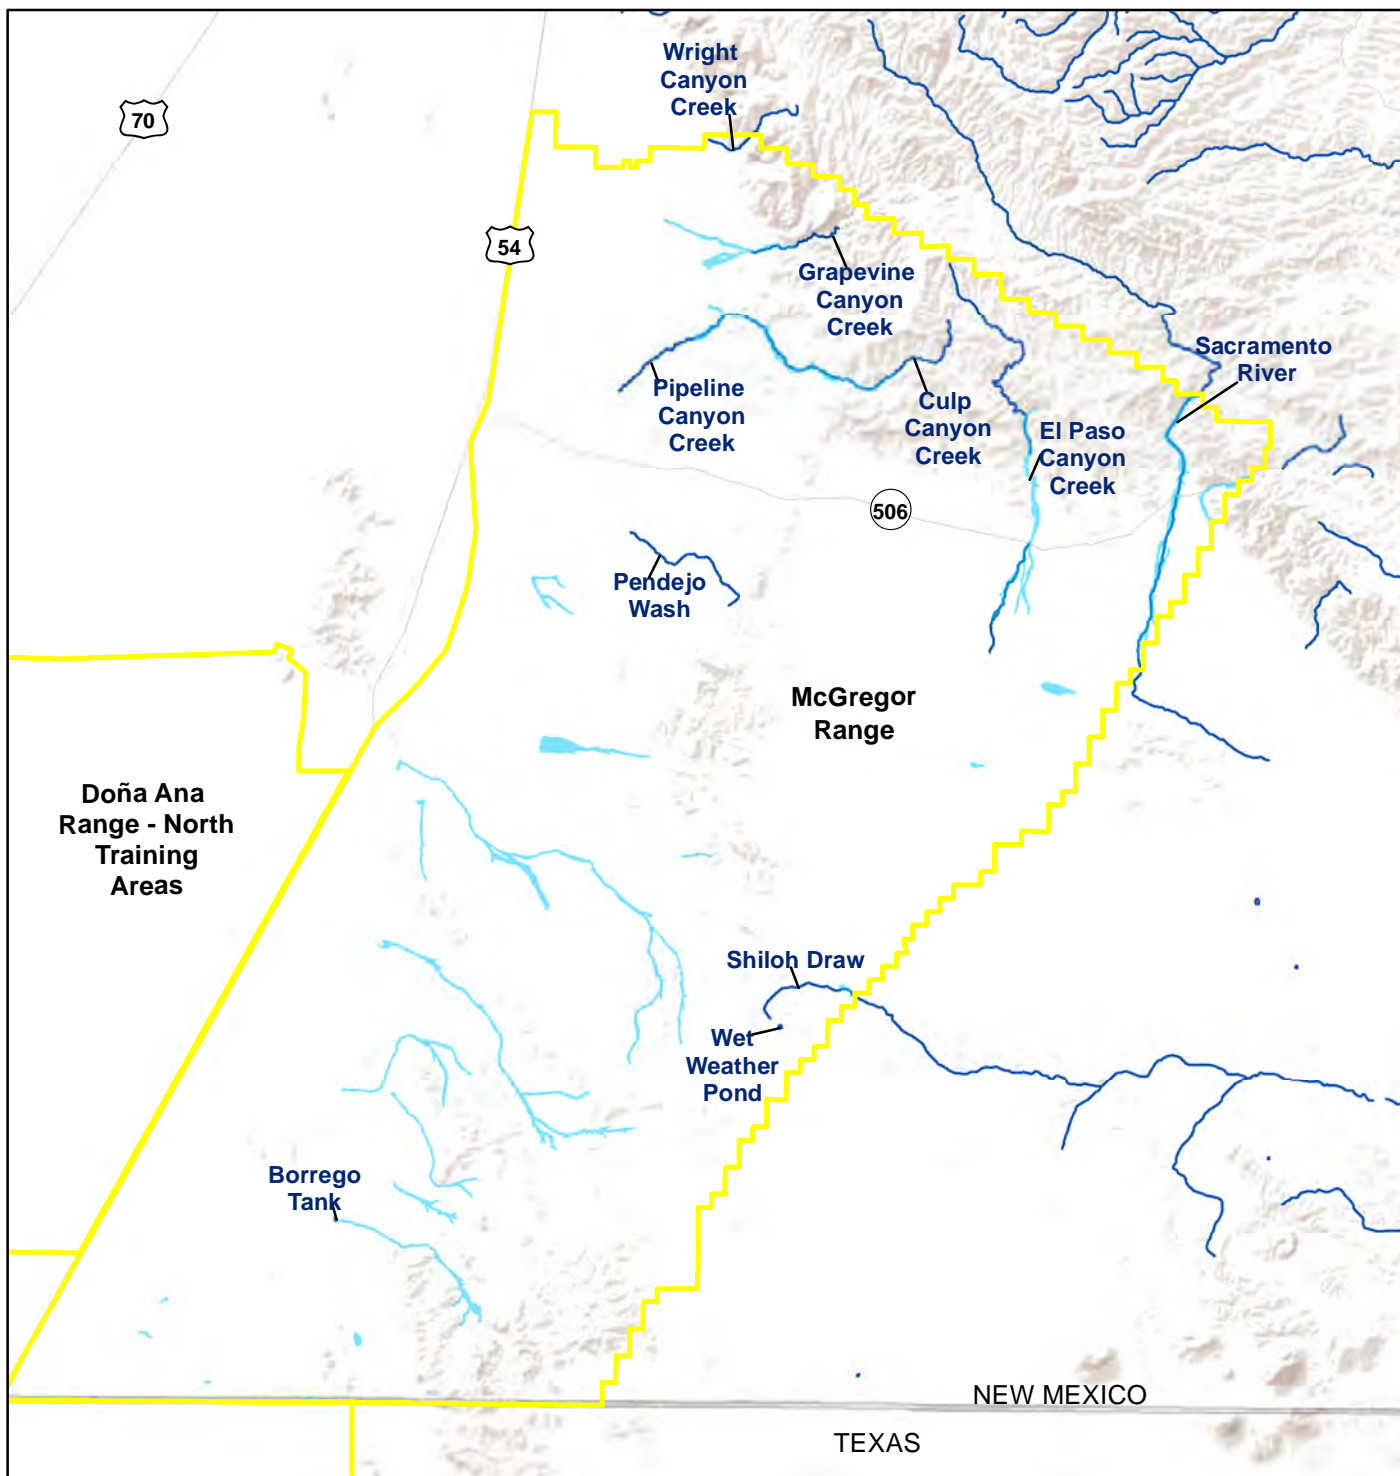 Wright
Canyon
Creek
70
54
Grapevine
Canyon
Creek
Sacramento
River
Pipeline
Canyon
Creek
Culp
Canyon
Creek
El Paso
Canyon
Creek
506
Pendejo
Wash
McGregor
Range
Doña Ana
Range - North
Training
Areas
Shiloh Draw
Wet
Weather
Pond
Borrego
Tank
NEW MEXICO
TEXAS